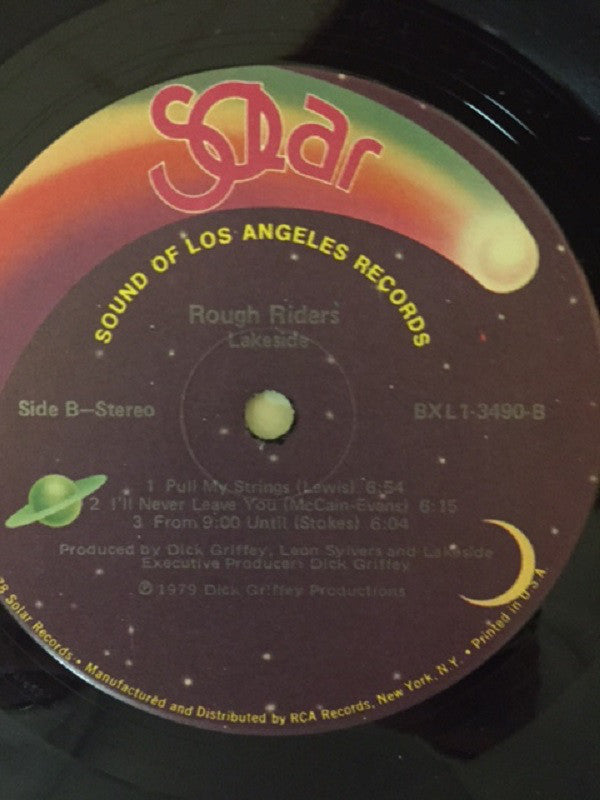 Solar
SOUND OF LOS ANGELES RECORDS
Rough Riders
Lakeside
Side B—Stereo
BXL1-3490-B
1 Pull My Strings (Lewis) 6:54
2 I'll Never Leave You (McCain-Evans) 6:15
3 From 9:00 Until (Stokes) 6:04
Produced by Dick Griffey, Leon Sylvers and Lakeside
Executive Producer: Dick Griffey
℗ 1979 Dick Griffey Productions
78 Solar Records • Manufactured and Distributed by RCA Records, New York, N.Y. • Printed in U.S.A.